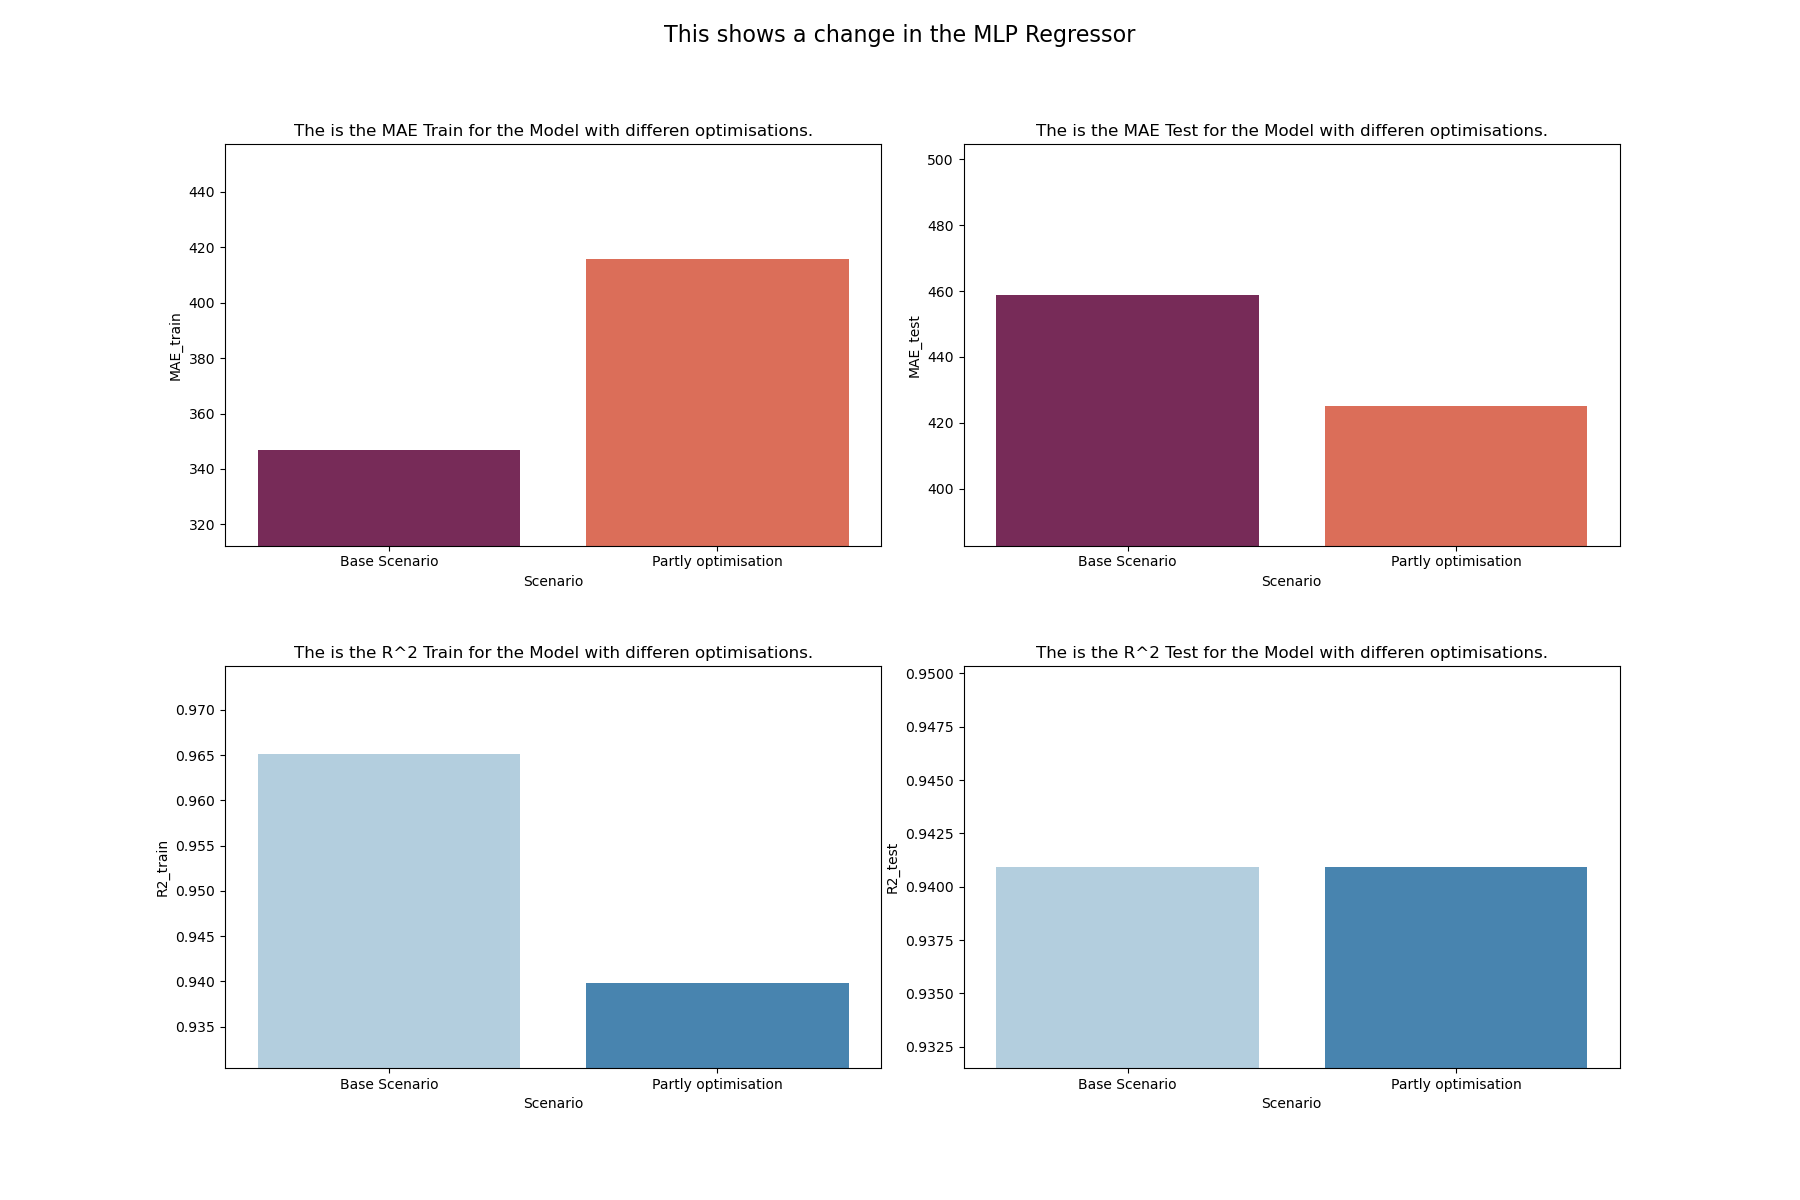 This shows a change in the MLP Regressor
The is the MAE Train for the Model with differen optimisations.
MAE_train
440
420
400
380
360
340
320
Base Scenario Partly optimisation
Scenario
The is the MAE Test for the Model with differen optimisations.
MAE_test
500
480
460
440
420
400
Base Scenario Partly optimisation
Scenario
The is the R^2 Train for the Model with differen optimisations.
R2_train
0.970
0.965
0.960
0.955
0.950
0.945
0.940
0.935
Base Scenario Partly optimisation
Scenario
The is the R^2 Test for the Model with differen optimisations.
R2_test
0.9500
0.9475
0.9450
0.9425
0.9400
0.9375
0.9350
0.9325
Base Scenario Partly optimisation
Scenario